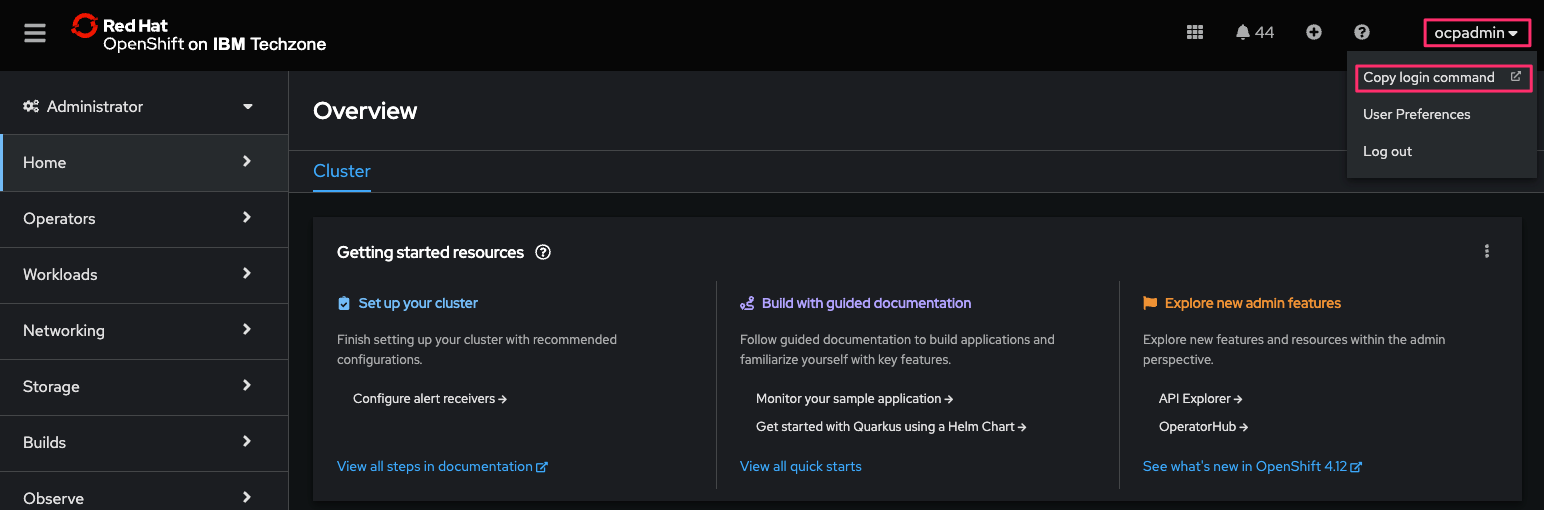 Red Hat
OpenShift on IBM Techzone
44
ocpadmin
Copy login command
User Preferences
Log out
Administrator
Home
Operators
Workloads
Networking
Storage
Builds
Observe
Overview
Cluster
Getting started resources
Set up your cluster
Finish setting up your cluster with recommended
configurations.
Configure alert receivers
View all steps in documentation
Build with guided documentation
Follow guided documentation to build applications and
familiarize yourself with key features.
Monitor your sample application
Get started with Quarkus using a Helm Chart
View all quick starts
Explore new admin features
Explore new features and resources within the admin
perspective.
API Explorer
OperatorHub
See what's new in OpenShift 4.12